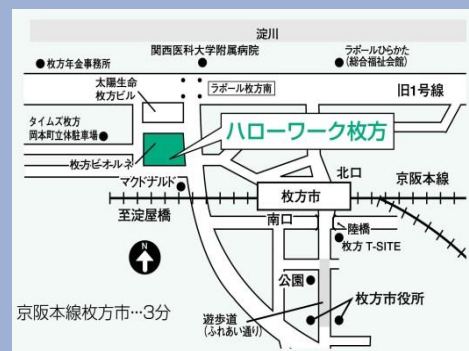 淀川
関西医科大学附属病院
ラポールひらかた
(総合福祉会館)
枚方年金事務所
太陽生命
枚方ビル
ラポール枚方南
旧1号線
タイムズ枚方
岡本町立体駐車場
ハローワーク枚方
枚方ビオルネ
マクドナルド
北口
京阪本線
枚方市
至淀屋橋
南口
陸橋
枚方 T-SITE
N
公園
京阪本線枚方市…3分
遊歩道
(ふれあい通り)
枚方市役所